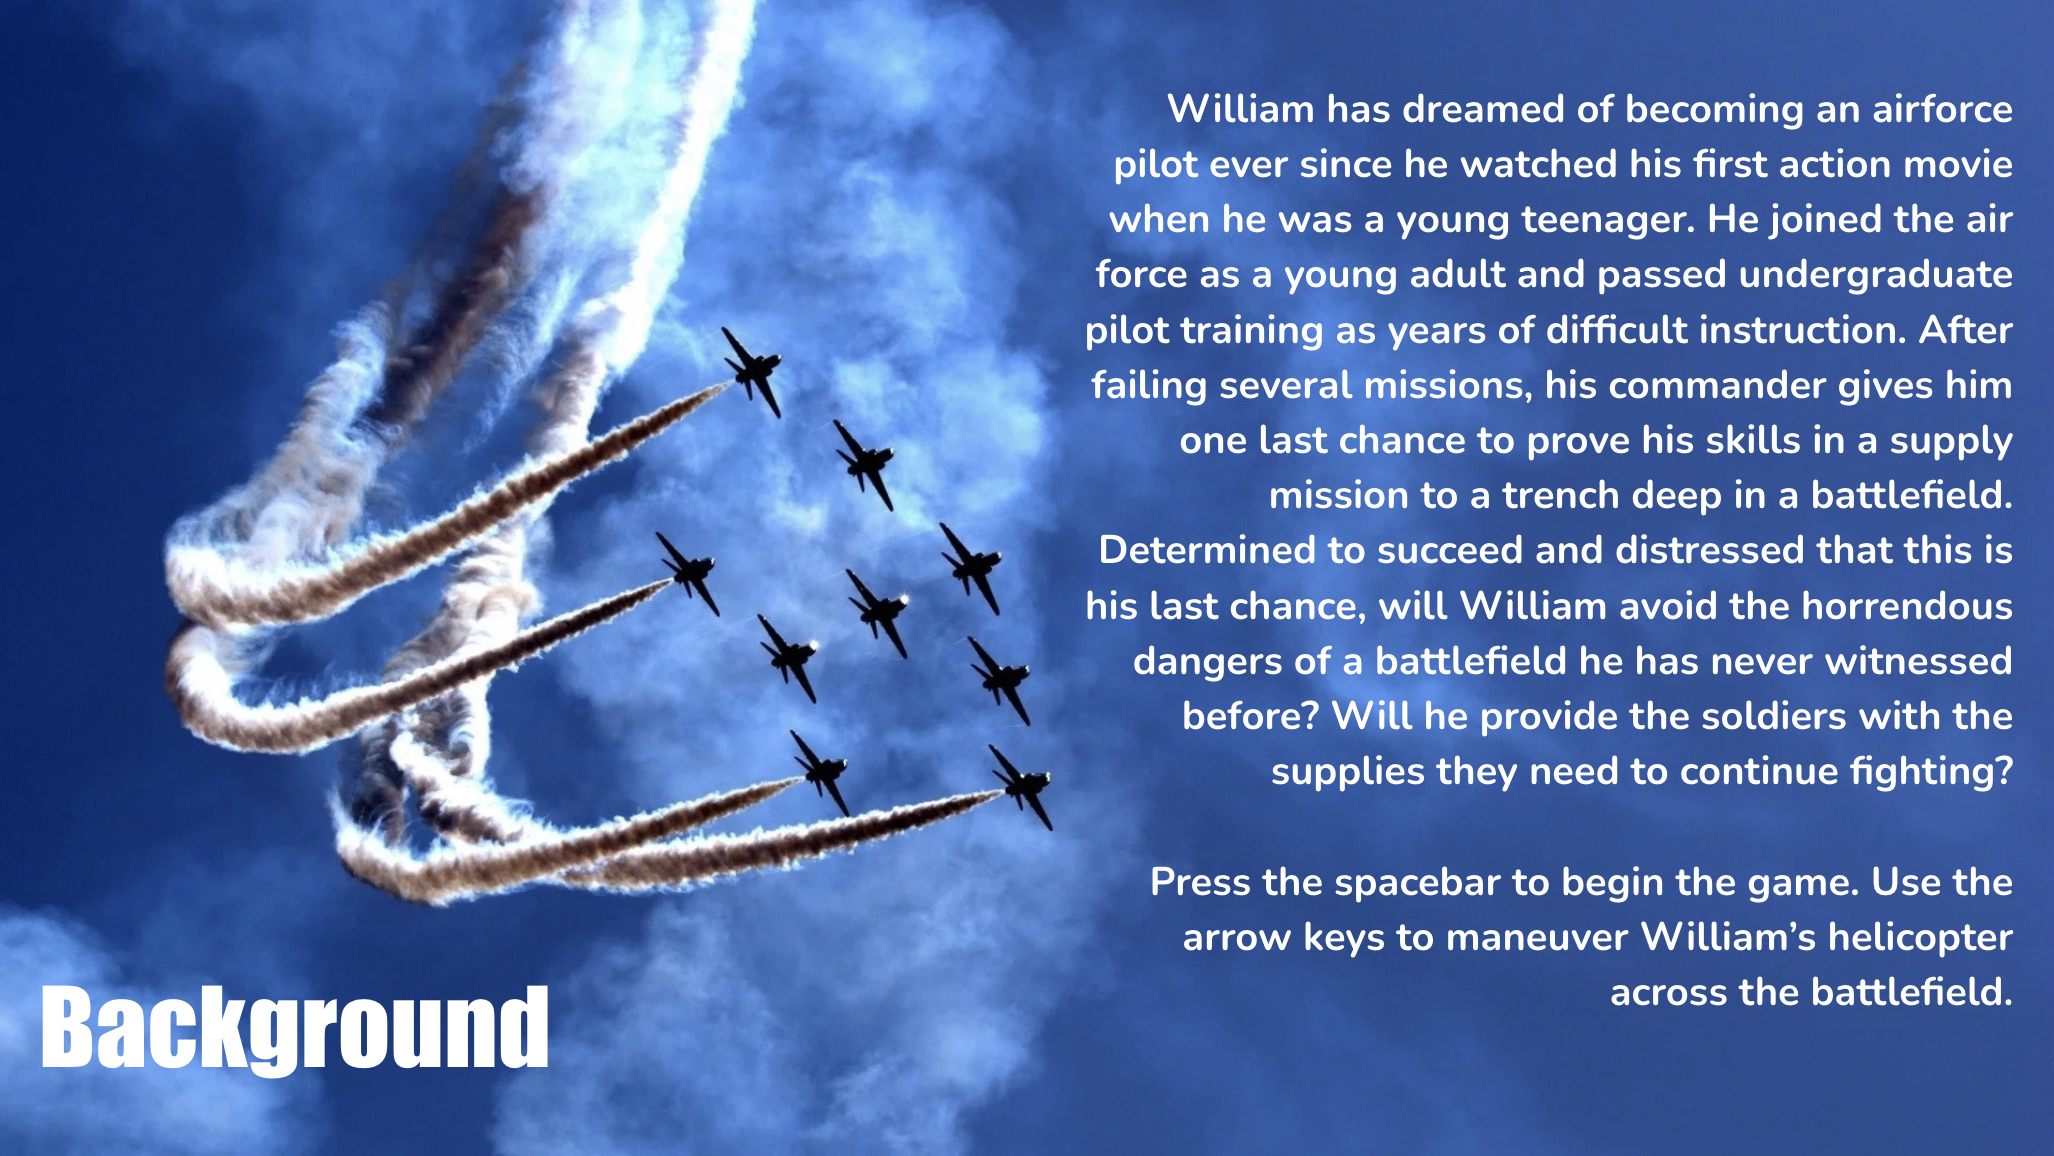 William has dreamed of becoming an airforce
pilot ever since he watched his first action movie
when he was a young teenager. He joined the air
force as a young adult and passed undergraduate
pilot training as years of difficult instruction. After
failing several missions, his commander gives him
one last chance to prove his skills in a supply
mission to a trench deep in a battlefield.
Determined to succeed and distressed that this is
his last chance, will William avoid the horrendous
dangers of a battlefield he has never witnessed
before? Will he provide the soldiers with the
supplies they need to continue fighting?
Press the spacebar to begin the game. Use the
arrow keys to maneuver William’s helicopter
across the battlefield.
Background